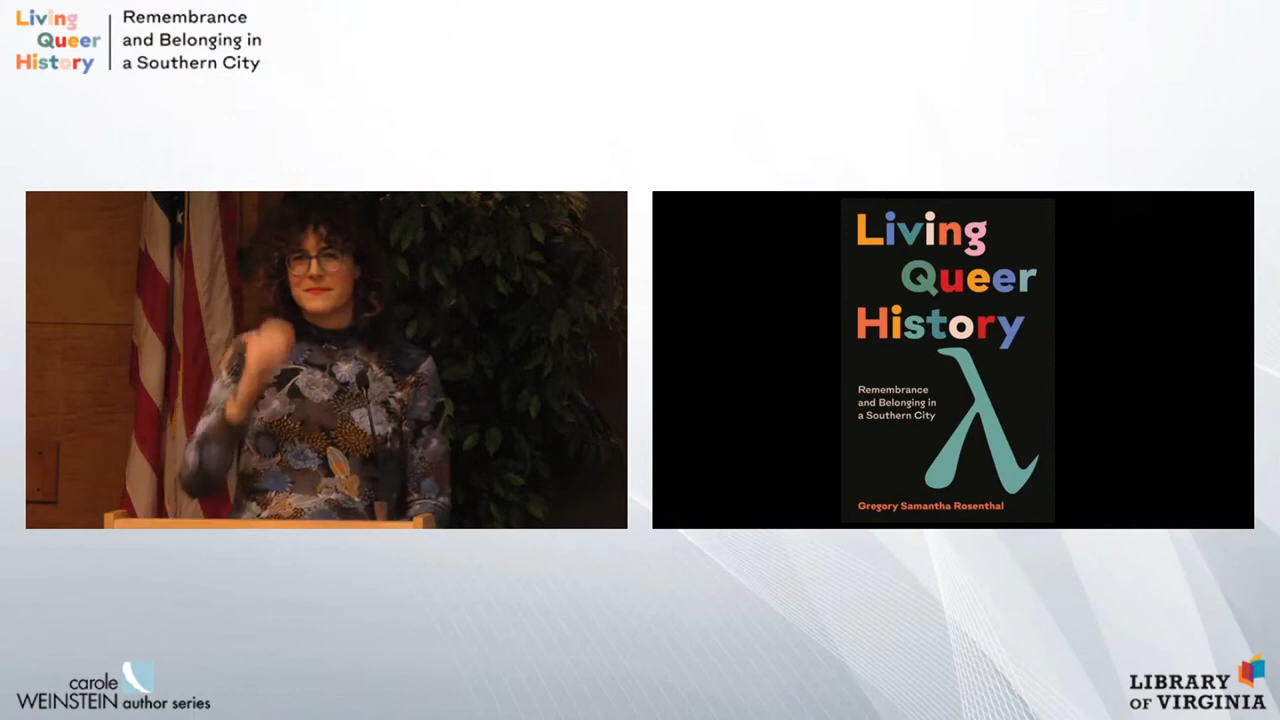 Living
Queer
History
Remembrance
and Belonging in
a Southern City
Living
Queer
History
λ
Remembrance
and Belonging in
a Southern City
Gregory Samantha Rosenthal
carole
WEINSTEIN author series
LIBRARY
OF VIRGINIA